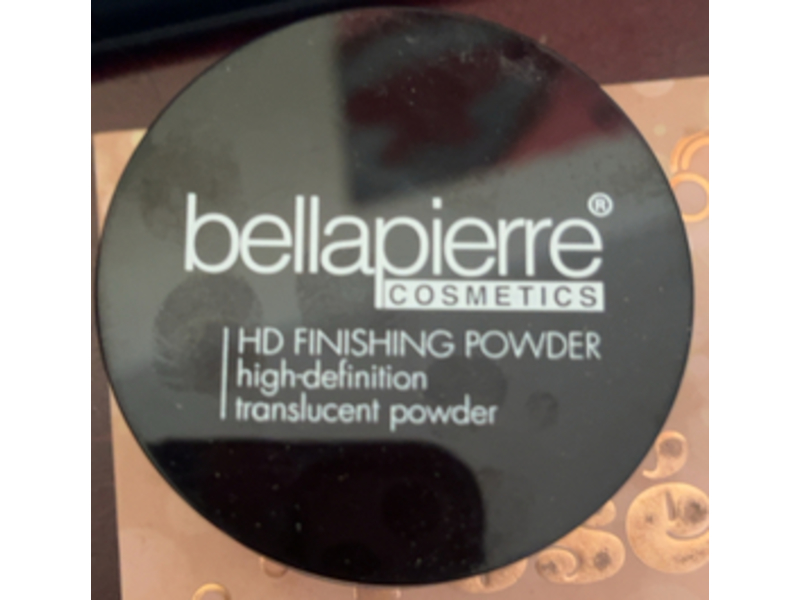 bellapierre®
COSMETICS
HD FINISHING POWDER
high-definition
translucent powder